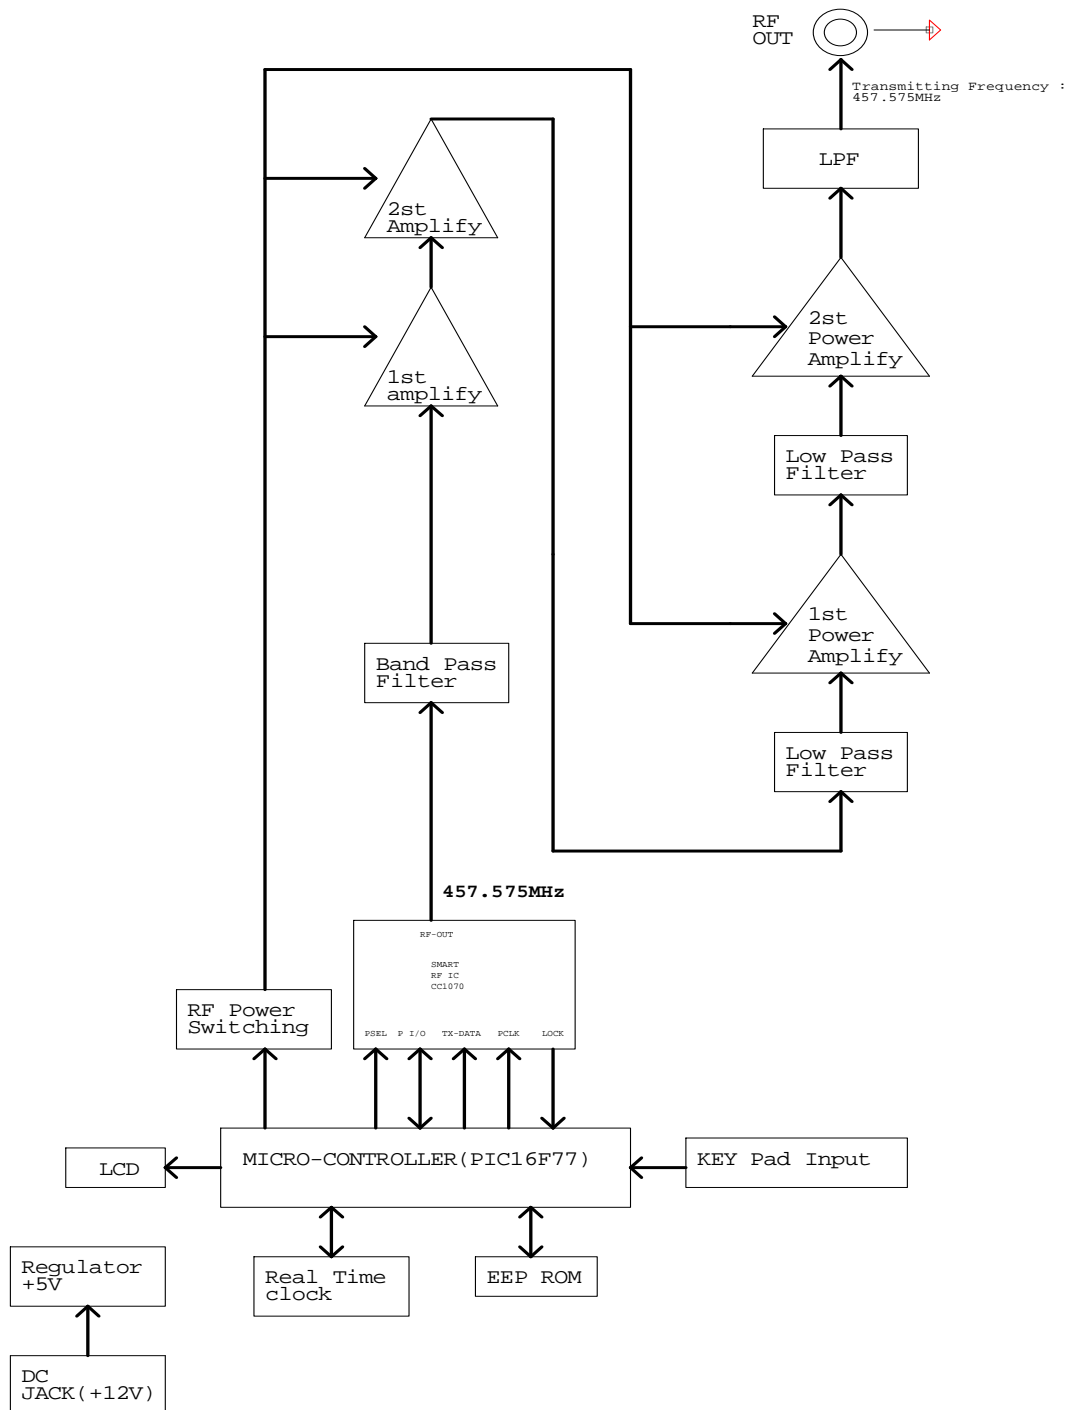 RF
OUT
Transmitting Frequency :
457.575MHz
LPF
2st
Amplify
2st
Power
Amplify
1st
amplify
Low Pass
Filter
1st
Power
Amplify
Band Pass
Filter
Low Pass
Filter
457.575MHz
RF-OUT
SMART
RF IC
CC1070
RF Power
Switching
PSEL P I/O TX-DATA PCLK LOCK
MICRO-CONTROLLER(PIC16F77)
LCD
KEY Pad Input
Regulator
+5V
Real Time
clock
EEP ROM
DC
JACK(+12V)